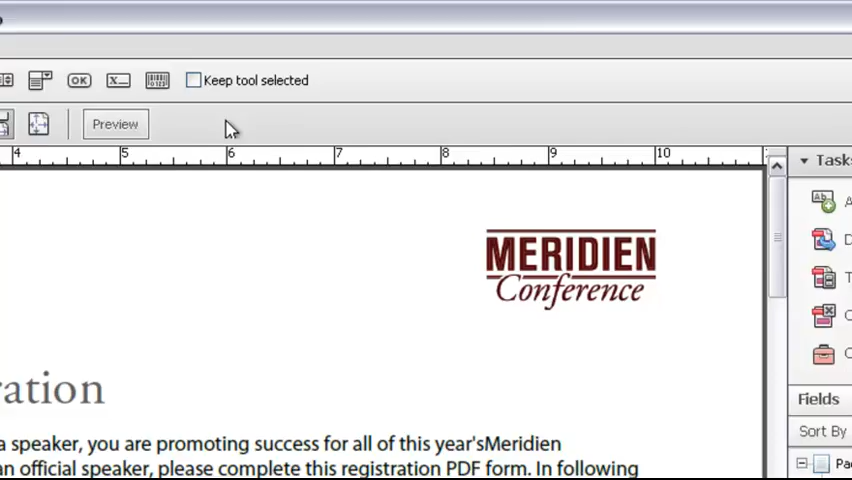 OK
Keep tool selected
Preview
4 5 6 7 8 9 10
Task
MERIDIEN
Conference
ration
Fields
a speaker, you are promoting success for all of this year'sMeridien
Sort By
an official speaker, please complete this registration PDF form. In following